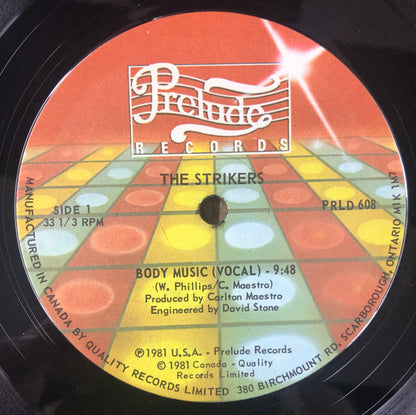 Prelude
RECORDS
THE STRIKERS
SIDE 1
33 1/3 RPM
PRLD 608
BODY MUSIC (VOCAL) - 9:48
(W. Phillips/C. Maestro)
Produced by Carlton Maestro
Engineered by David Stone
℗ 1981 U.S.A. - Prelude Records
© 1981 Canada - Quality
Records Limited
MANUFACTURED IN CANADA BY QUALITY RECORDS LIMITED 380 BIRCHMOUNT RD. SCARBOROUGH, ONTARIO M1K 1M7